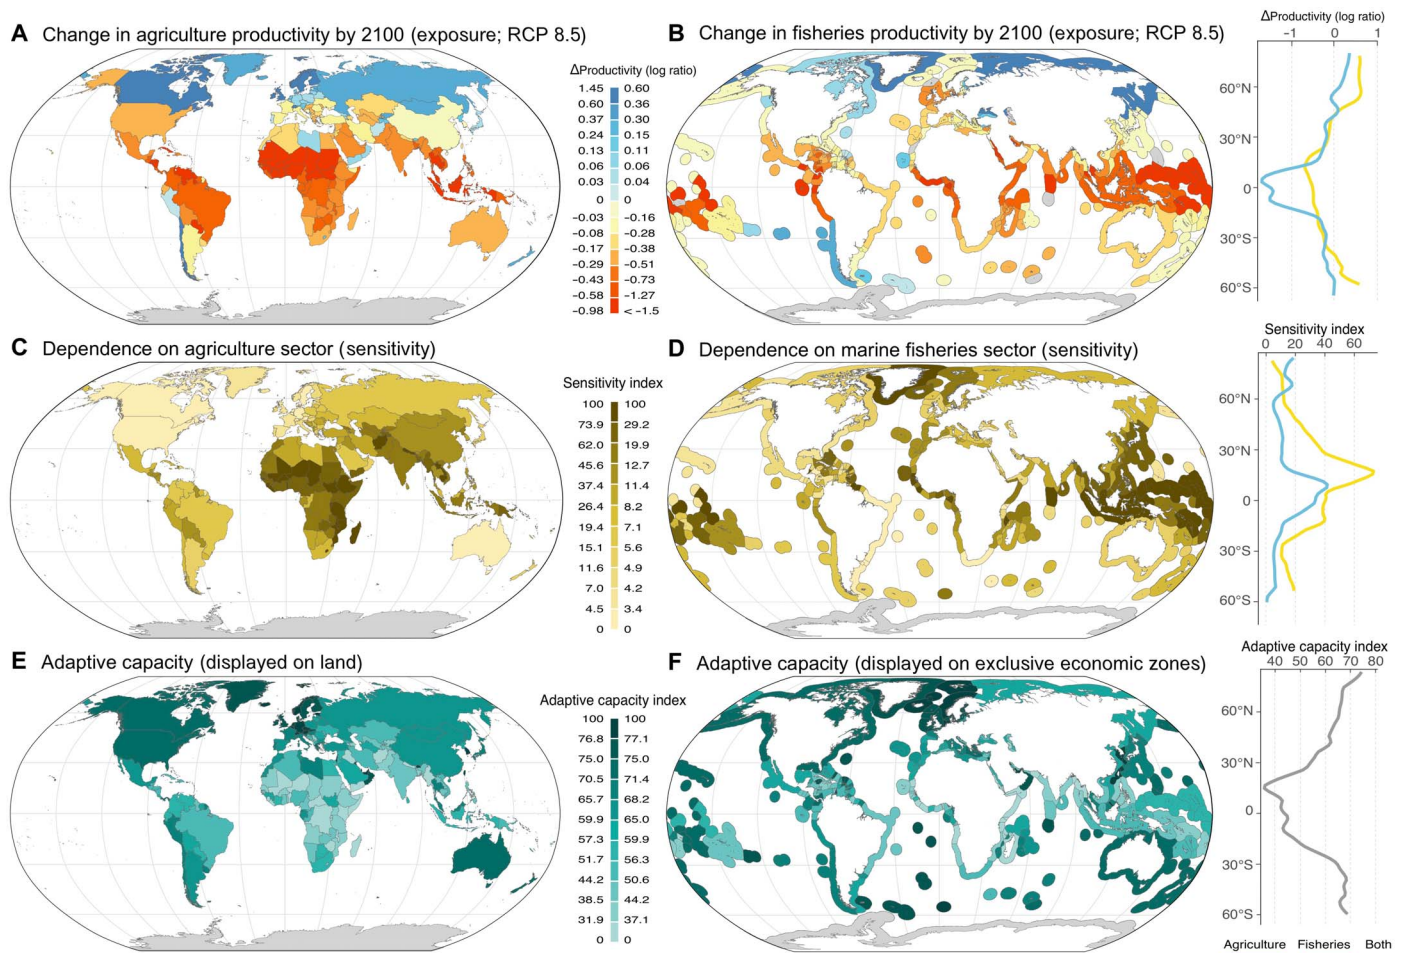 A Change in agriculture productivity by 2100 (exposure; RCP 8.5)
ΔProductivity (log ratio)
1.45 0.60
0.60 0.36
0.37 0.30
0.24 0.15
0.13 0.11
0.06 0.06
0.03 0.04
0 0
−0.03 −0.16
−0.08 −0.28
−0.17 −0.38
−0.29 −0.51
−0.43 −0.73
−0.58 −1.27
−0.98 < −1.5
B Change in fisheries productivity by 2100 (exposure; RCP 8.5)
ΔProductivity (log ratio)
−1 0 1
60°N
30°N
0
30°S
60°S
C Dependence on agriculture sector (sensitivity)
Sensitivity index
100 100
73.9 29.2
62.0 19.9
45.6 12.7
37.4 11.4
26.4 8.2
19.4 7.1
15.1 5.6
11.6 4.9
7.0 4.2
4.5 3.4
0 0
D Dependence on marine fisheries sector (sensitivity)
Sensitivity index
0 20 40 60
60°N
30°N
0
30°S
60°S
E Adaptive capacity (displayed on land)
Adaptive capacity index
100 100
76.8 77.1
75.0 75.0
70.5 71.4
65.7 68.2
59.9 65.0
57.3 59.9
51.7 56.3
44.2 50.6
38.5 44.2
31.9 37.1
0 0
F Adaptive capacity (displayed on exclusive economic zones)
Adaptive capacity index
40 50 60 70 80
60°N
30°N
0
30°S
60°S
Agriculture Fisheries Both